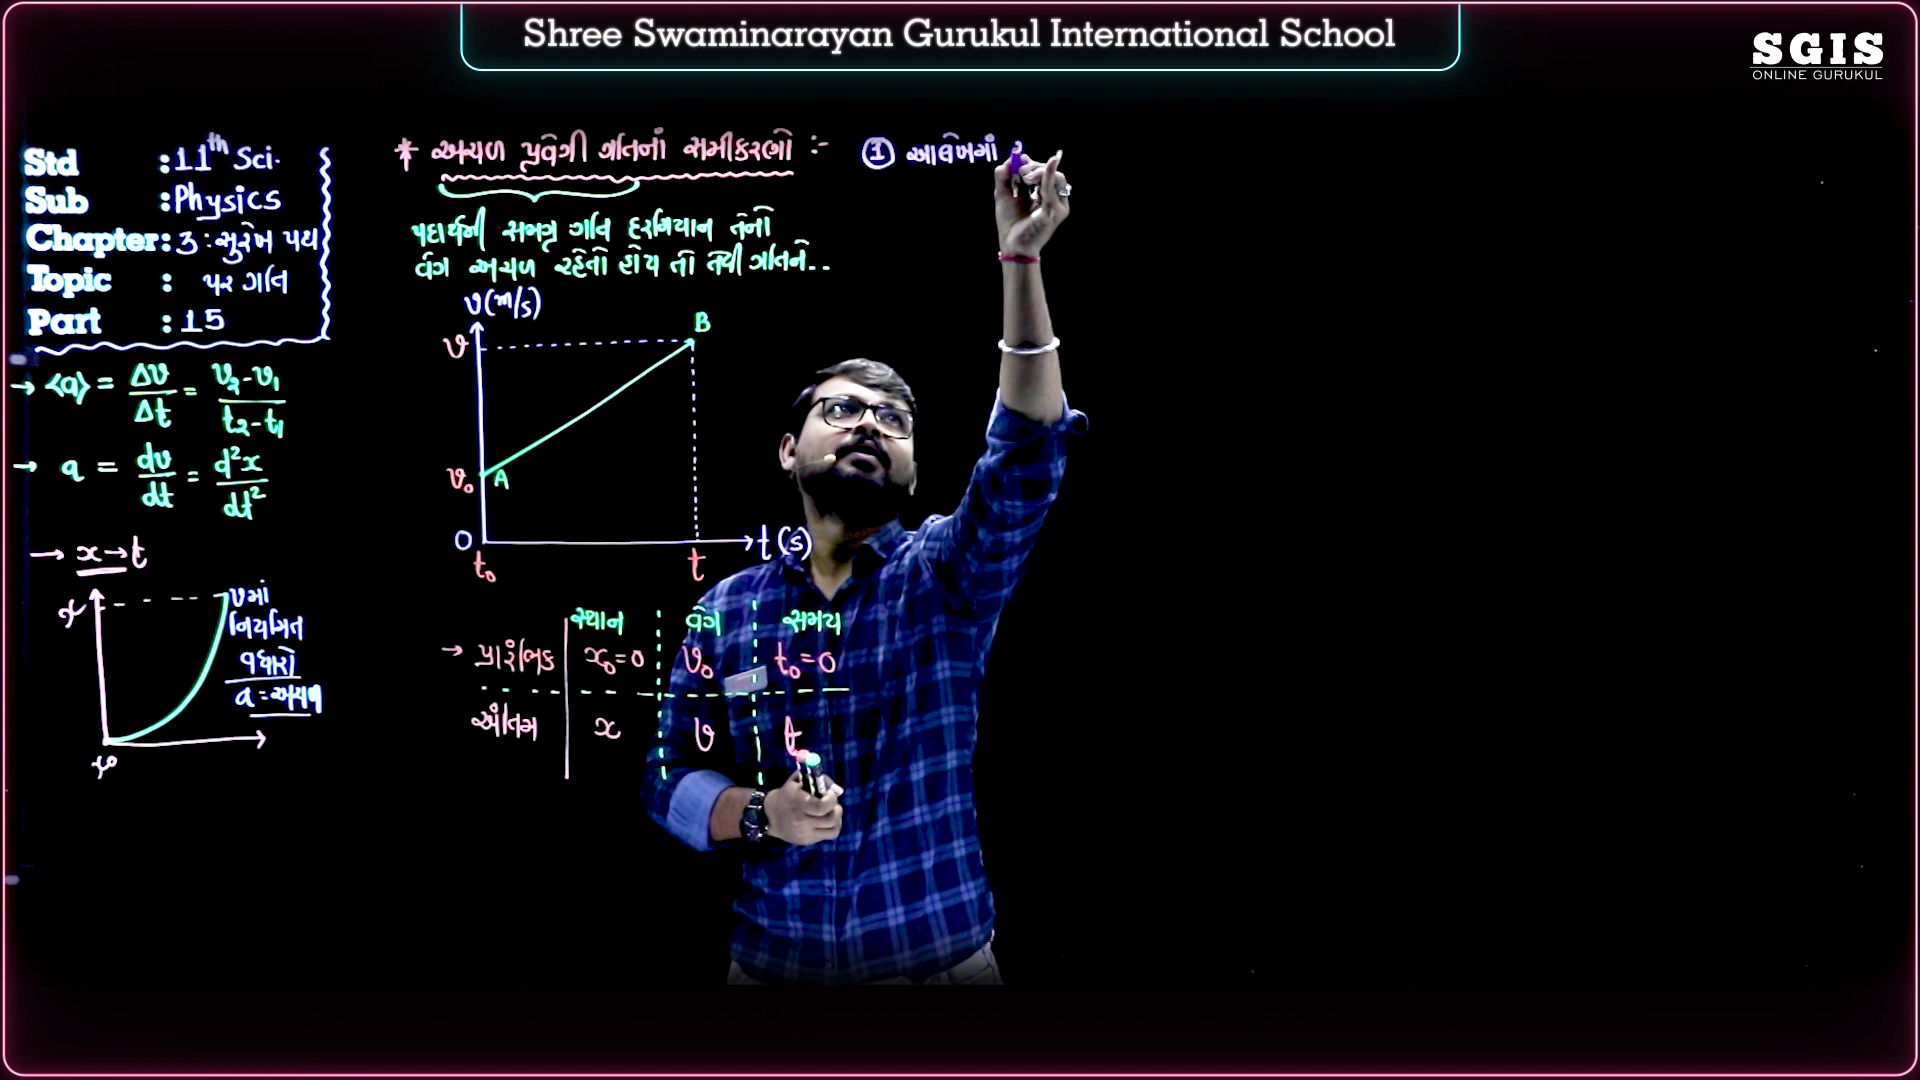 Shree Swaminarayan Gurukul International School
SGIS
ONLINE GURUKUL
Std : 11th Sci.
Sub : Physics
Chapter : 3 : સુરેખ પથ
Topic : પર ગતિ
Part : 15
→ <a> = Δv/Δt = v₂-v₁/t₂-t₁
→ a = dv/dt = d²x/dt²
→ x→t
x
vમાં
નિયમિત
વધારો
a = અચળ
* અચળ પ્રવેગી ગતિનાં સમીકરણો :-
પદાર્થની સમગ્ર ગતિ દરમિયાન તેનો
વેગ અચળ રહેતો હોય તો તેવી ગતિને..
v(m/s)
v
B
v₀
A
O
t(s)
t₀
t
સ્થાન વેગ સમય
→ પ્રારંભિક x₀=0 v₀ t₀=0
અંતિમ x v t
① આલેખમાં